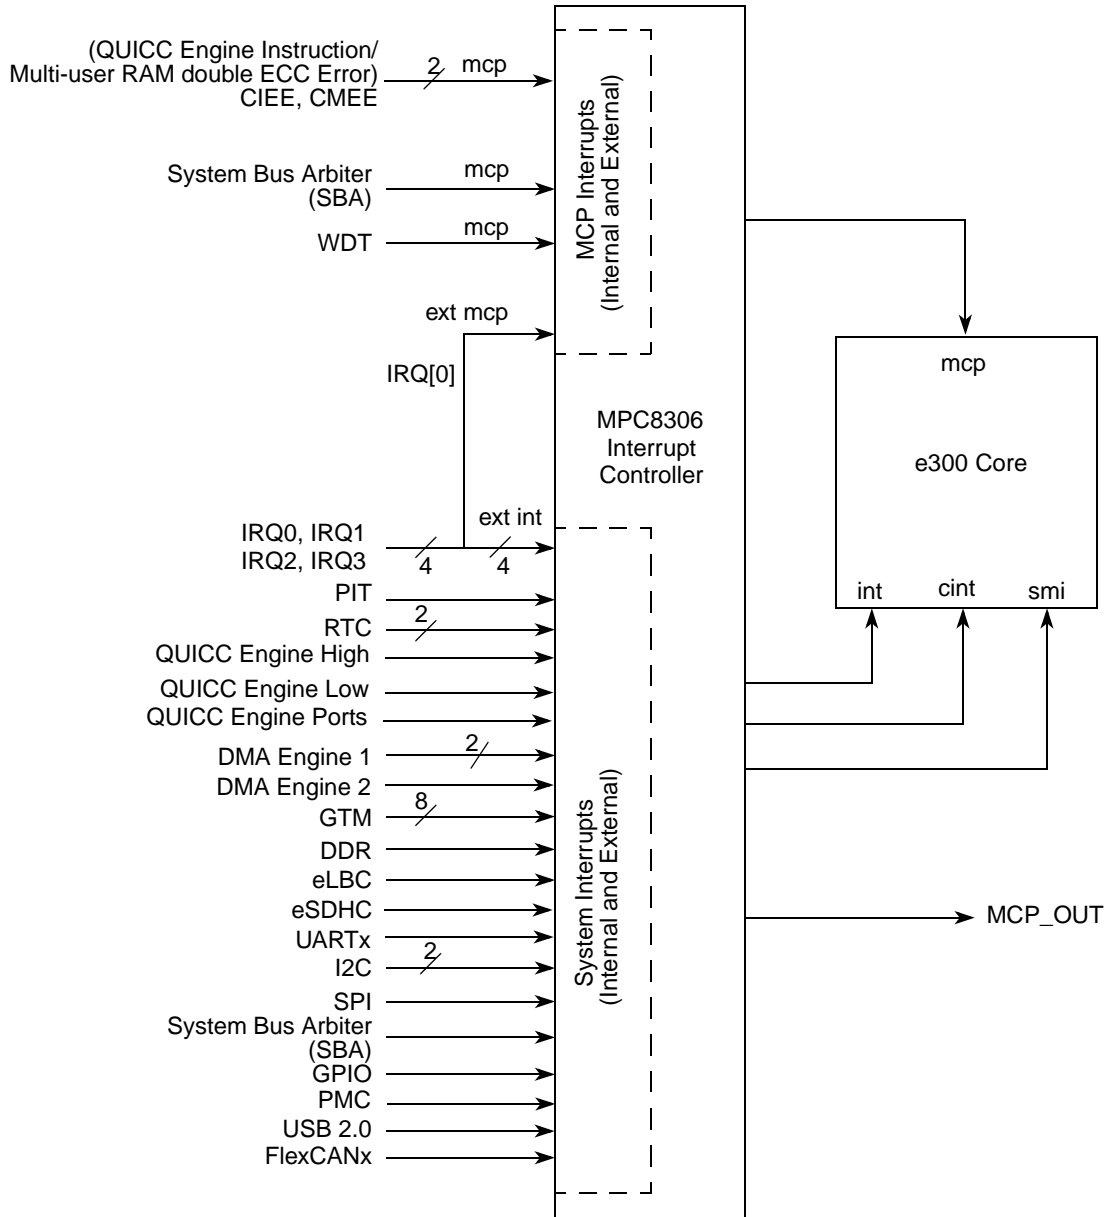 (QUICC Engine Instruction/
Multi-user RAM double ECC Error)
CIEE, CMEE
2
mcp
System Bus Arbiter
(SBA)
mcp
WDT
mcp
ext mcp
IRQ[0]
MCP Interrupts
(Internal and External)
MPC8306
Interrupt
Controller
mcp
e300 Core
int
cint
smi
IRQ0, IRQ1
IRQ2, IRQ3
4
ext int
4
PIT
RTC
2
QUICC Engine High
QUICC Engine Low
QUICC Engine Ports
DMA Engine 1
2
DMA Engine 2
GTM
8
DDR
eLBC
eSDHC
UARTx
I2C
2
SPI
System Bus Arbiter
(SBA)
GPIO
PMC
USB 2.0
FlexCANx
System Interrupts
(Internal and External)
MCP_OUT